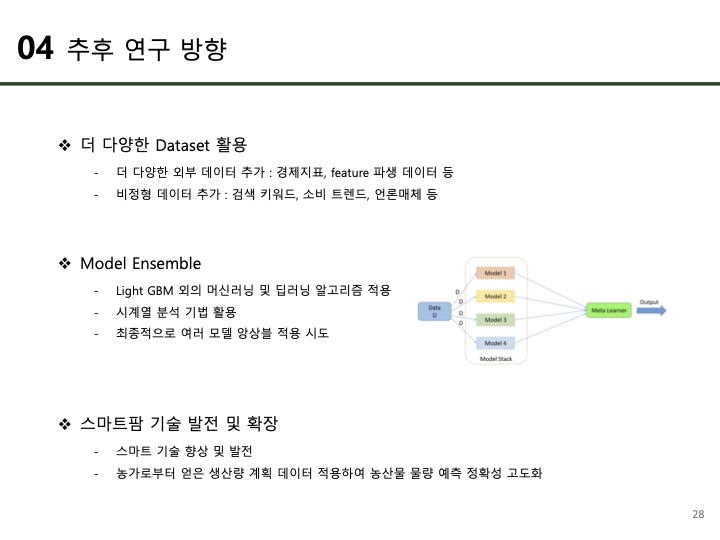 04 추후 연구 방향
❖ 더 다양한 Dataset 활용
- 더 다양한 외부 데이터 추가 : 경제지표, feature 파생 데이터 등
- 비정형 데이터 추가 : 검색 키워드, 소비 트렌드, 언론매체 등
❖ Model Ensemble
- Light GBM 외의 머신러닝 및 딥러닝 알고리즘 적용
- 시계열 분석 기법 활용
- 최종적으로 여러 모델 앙상블 적용 시도
Data
D
D
D
D
D
Model 1
Model 2
Model 3
Model 4
Model Stack
Meta Learner
Output
❖ 스마트팜 기술 발전 및 확장
- 스마트 기술 향상 및 발전
- 농가로부터 얻은 생산량 계획 데이터 적용하여 농산물 물량 예측 정확성 고도화
28